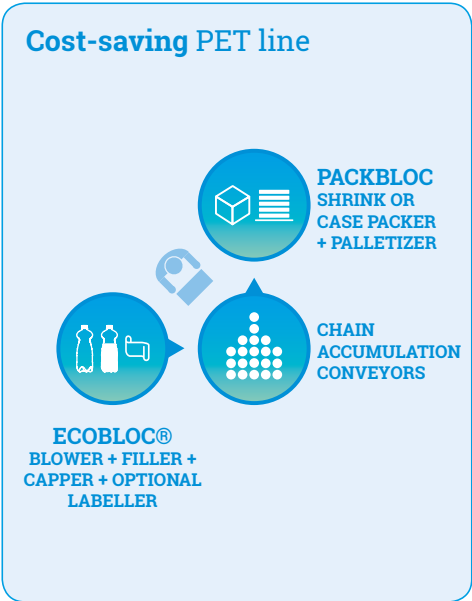 Cost-saving PET line
PACKBLOC
SHRINK OR
CASE PACKER
+ PALLETIZER
CHAIN
ACCUMULATION
CONVEYORS
ECOBLOC®
BLOWER + FILLER +
CAPPER + OPTIONAL
LABELLER